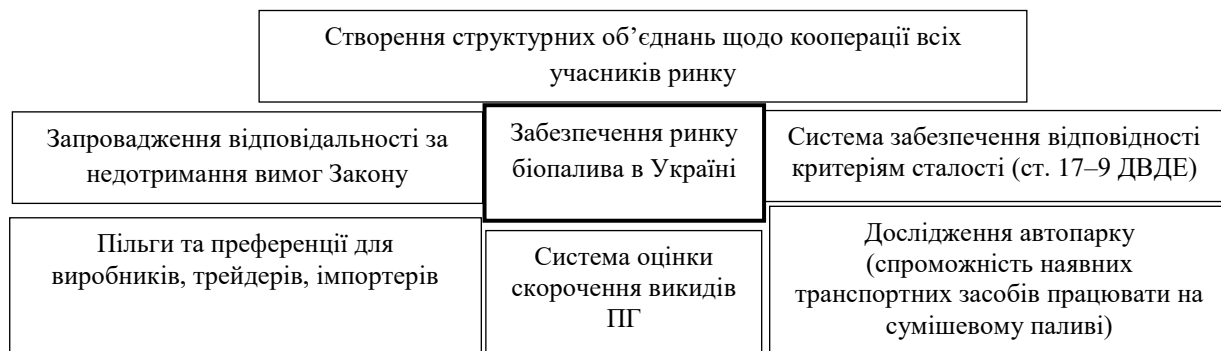 Створення структурних об’єднань щодо кооперації всіх
учасників ринку
Запровадження відповідальності за
недотримання вимог Закону
Забезпечення ринку
біопалива в Україні
Система забезпечення відповідності
критеріям сталості (ст. 17–9 ДВДЕ)
Пільги та преференції для
виробників, трейдерів, імпортерів
Система оцінки
скорочення викидів
ПГ
Дослідження автопарку
(спроможність наявних
транспортних засобів працювати на
сумішевому паливі)